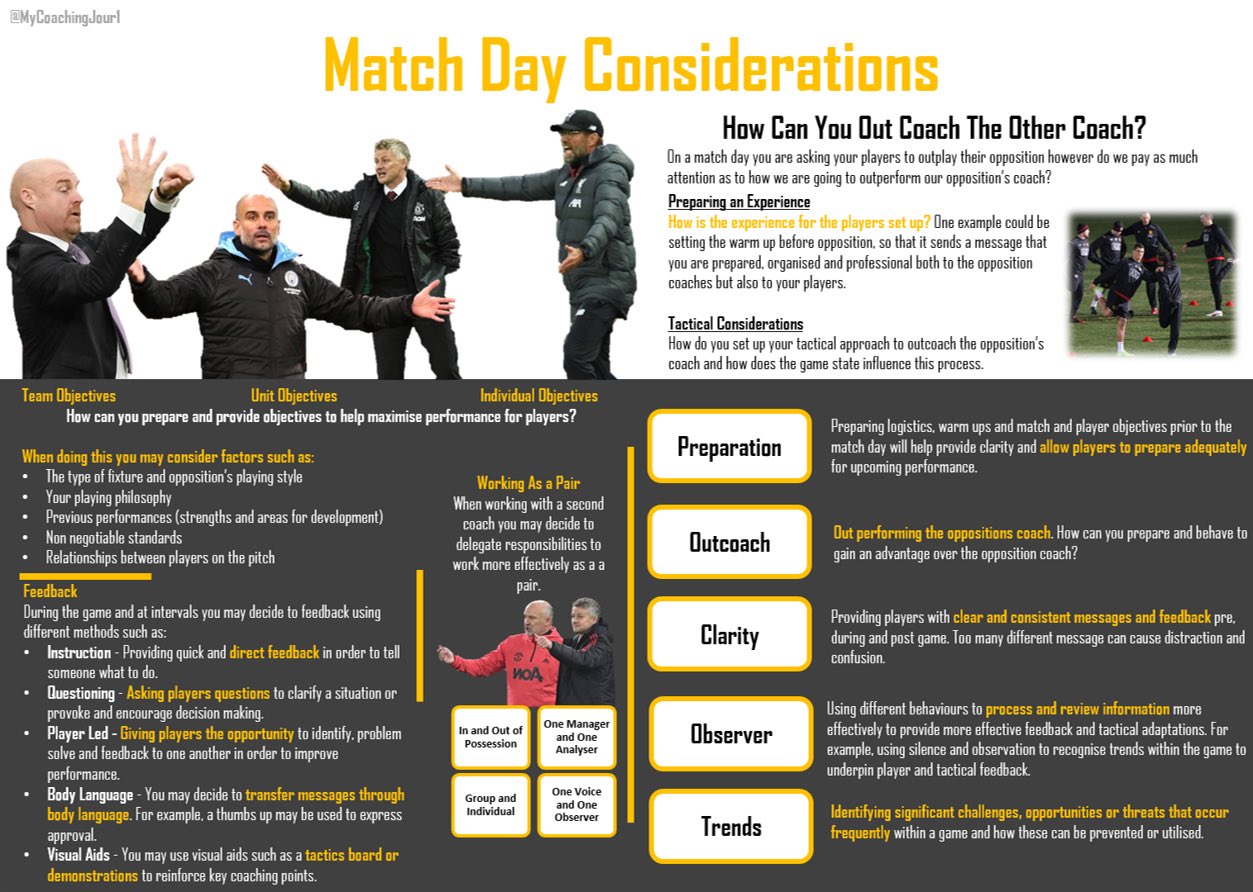 @MyCoachingJour1
Match Day Considerations
How Can You Out Coach The Other Coach?
On a match day you are asking your players to outplay their opposition however do we pay as much
attention as to how we are going to outperform our opposition's coach?
Preparing an Experience
How is the experience for the players set up? One example could be
setting the warm up before opposition, so that it sends a message that
you are prepared, organised and professional both to the opposition
coaches but also to your players.
Tactical Considerations
How do you set up your tactical approach to outcoach the opposition's
coach and how does the game state influence this process.
Team Objectives
Unit Objectives
Individual Objectives
How can you prepare and provide objectives to help maximise performance for players?
When doing this you may consider factors such as:
• The type of fixture and opposition's playing style
• Your playing philosophy
• Previous performances (strengths and areas for development)
• Non negotiable standards
• Relationships between players on the pitch
Feedback
During the game and at intervals you may decide to feedback using
different methods such as:
• Instruction - Providing quick and direct feedback in order to tell
someone what to do.
• Questioning - Asking players questions to clarify a situation or
provoke and encourage decision making.
• Player Led - Giving players the opportunity to identify, problem
solve and feedback to one another in order to improve
performance.
• Body Language - You may decide to transfer messages through
body language. For example, a thumbs up may be used to express
approval.
• Visual Aids - You may use visual aids such as a tactics board or
demonstrations to reinforce key coaching points.
Working As a Pair
When working with a second
coach you may decide to
delegate responsibilities to
work more effectively as a a
pair.
In and Out of
Possession
One Manager
and One
Analyser
Group and
Individual
One Voice
and One
Observer
Preparation
Preparing logistics, warm ups and match and player objectives prior to the
match day will help provide clarity and allow players to prepare adequately
for upcoming performance.
Outcoach
Out performing the oppositions coach. How can you prepare and behave to
gain an advantage over the opposition coach?
Clarity
Providing players with clear and consistent messages and feedback pre,
during and post game. Too many different message can cause distraction and
confusion.
Observer
Using different behaviours to process and review information more
effectively to provide more effective feedback and tactical adaptations. For
example, using silence and observation to recognise trends within the game to
underpin player and tactical feedback.
Trends
Identifying significant challenges, opportunities or threats that occur
frequently within a game and how these can be prevented or utilised.